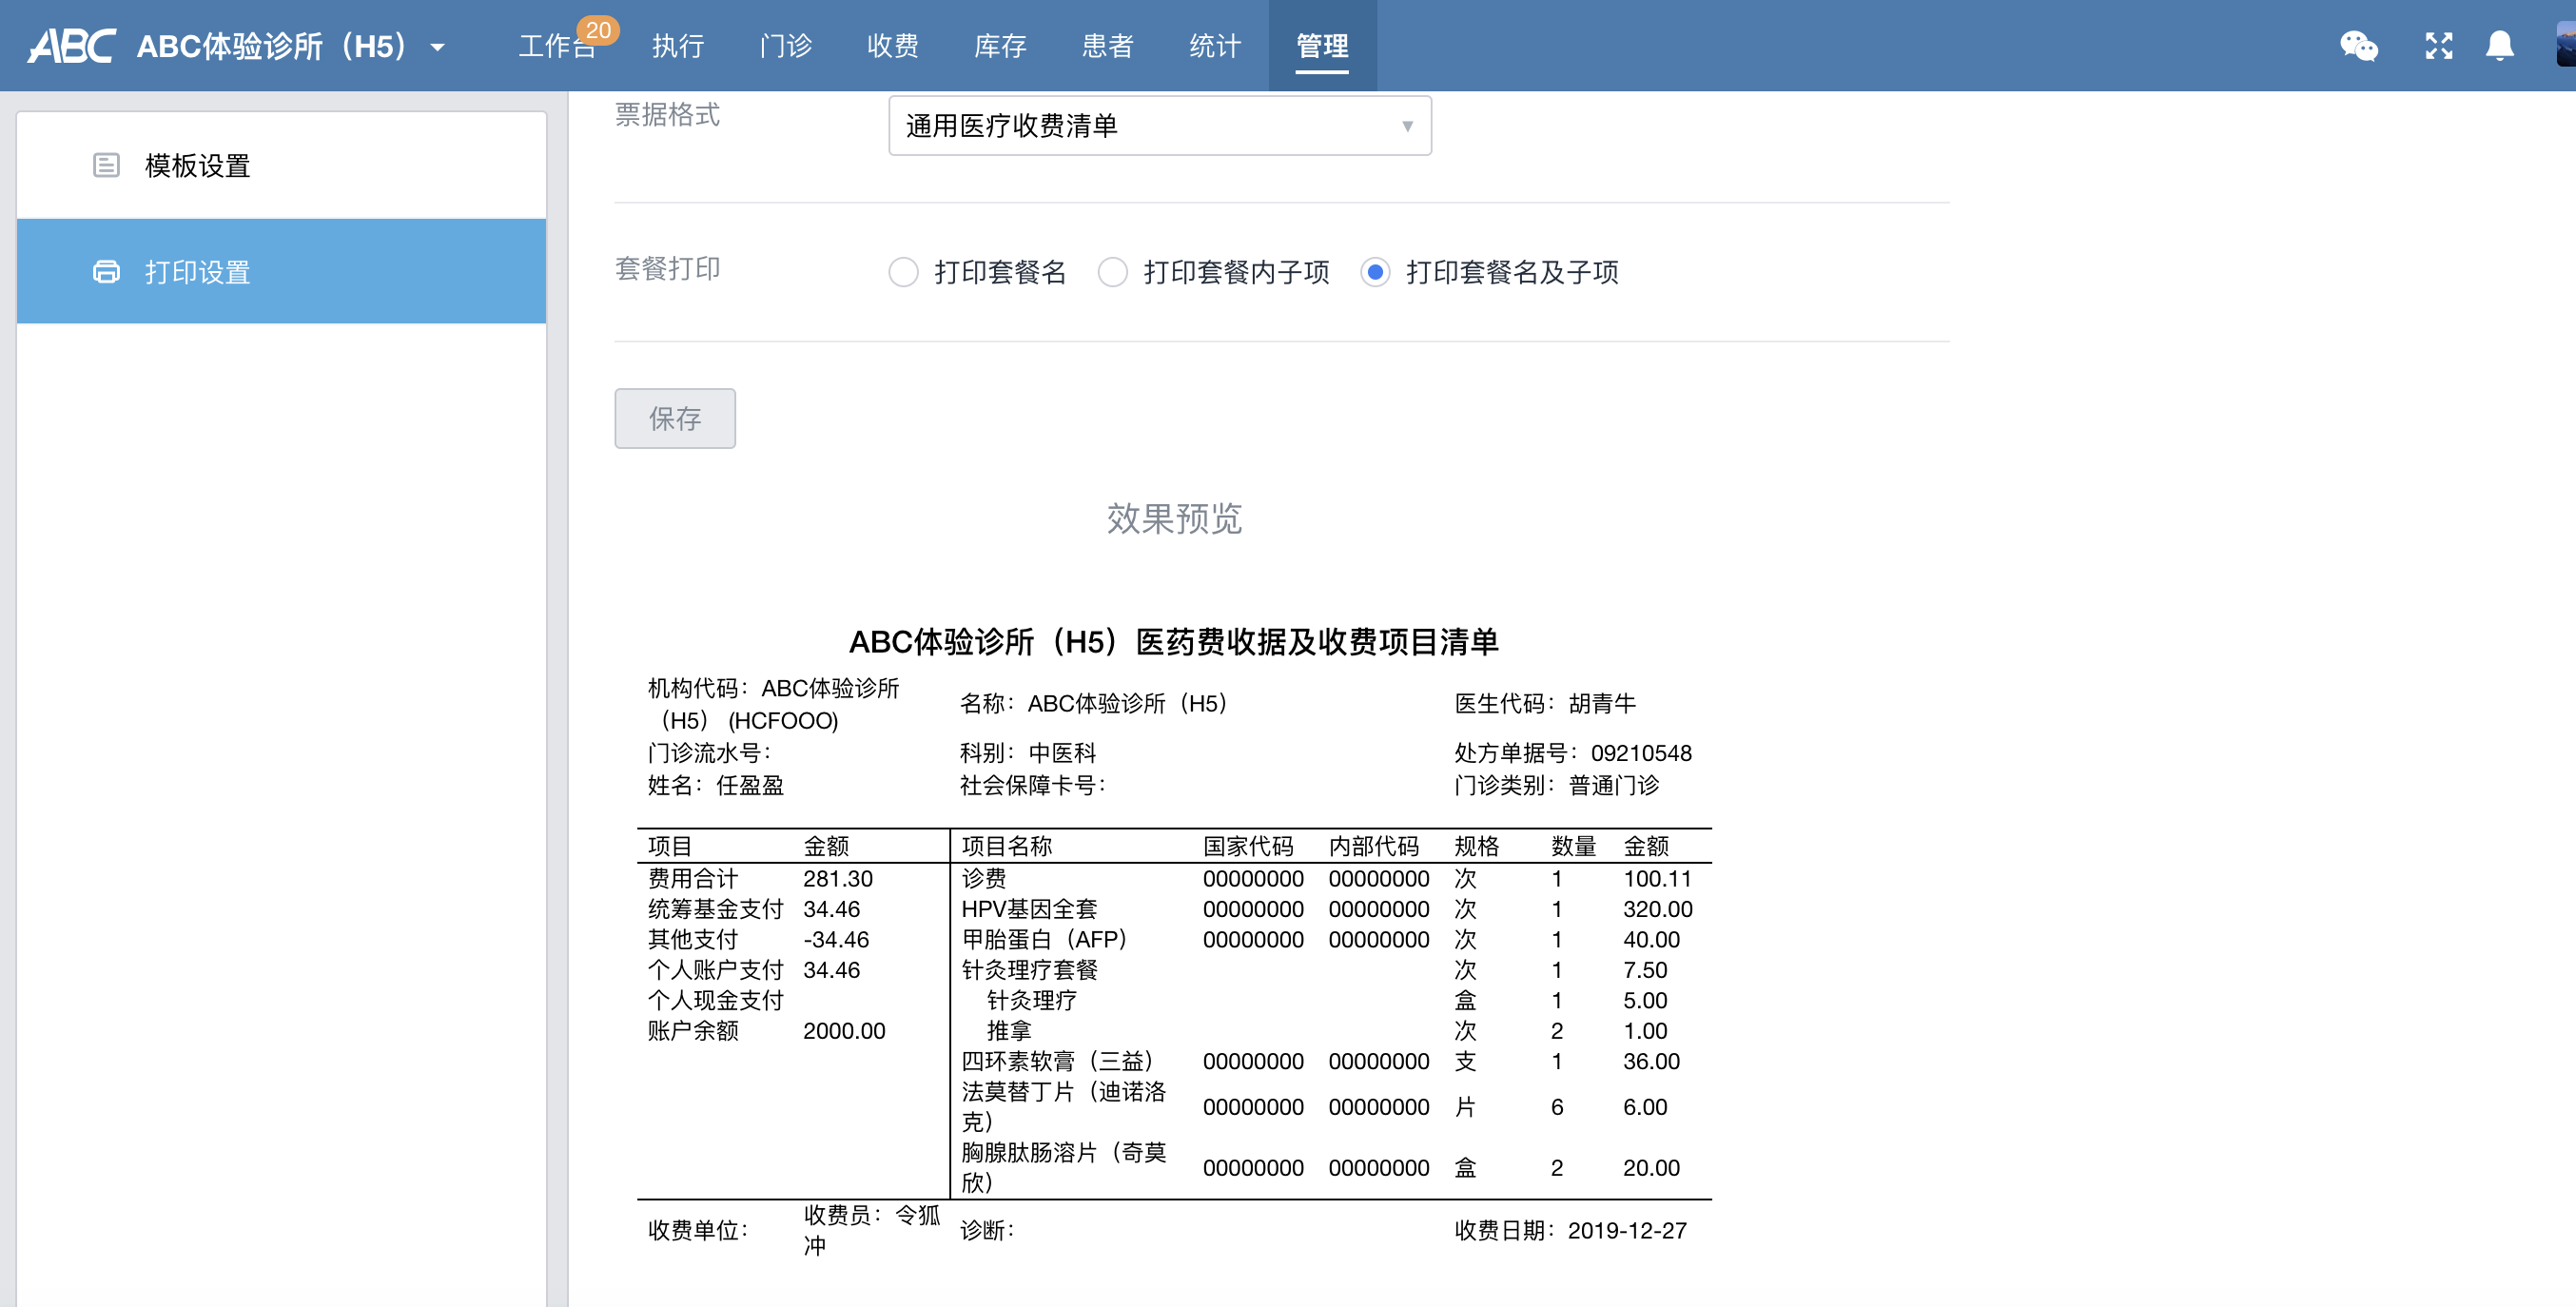 ABC ABC体验诊所（H5） 工作台 20 执行 门诊 收费 库存 患者 统计 管理
模板设置
打印设置
票据格式 通用医疗收费清单
套餐打印 打印套餐名 打印套餐内子项 打印套餐名及子项
保存
效果预览
ABC体验诊所（H5）医药费收据及收费项目清单
机构代码：ABC体验诊所
（H5） (HCFOOO)
名称：ABC体验诊所（H5）
医生代码：胡青牛
门诊流水号： 科别：中医科 处方单据号：09210548
姓名：任盈盈 社会保障卡号： 门诊类别：普通门诊
项目 金额 项目名称 国家代码 内部代码 规格 数量 金额
费用合计 281.30 诊费 00000000 00000000 次 1 100.11
统筹基金支付 34.46 HPV基因全套 00000000 00000000 次 1 320.00
其他支付 -34.46 甲胎蛋白（AFP） 00000000 00000000 次 1 40.00
个人账户支付 34.46 针灸理疗套餐 次 1 7.50
个人现金支付 针灸理疗 盒 1 5.00
账户余额 2000.00 推拿 次 2 1.00
四环素软膏（三益） 00000000 00000000 支 1 36.00
法莫替丁片（迪诺洛
克） 00000000 00000000 片 6 6.00
胸腺肽肠溶片（奇莫
欣） 00000000 00000000 盒 2 20.00
收费单位： 收费员：令狐
冲
诊断： 收费日期：2019-12-27